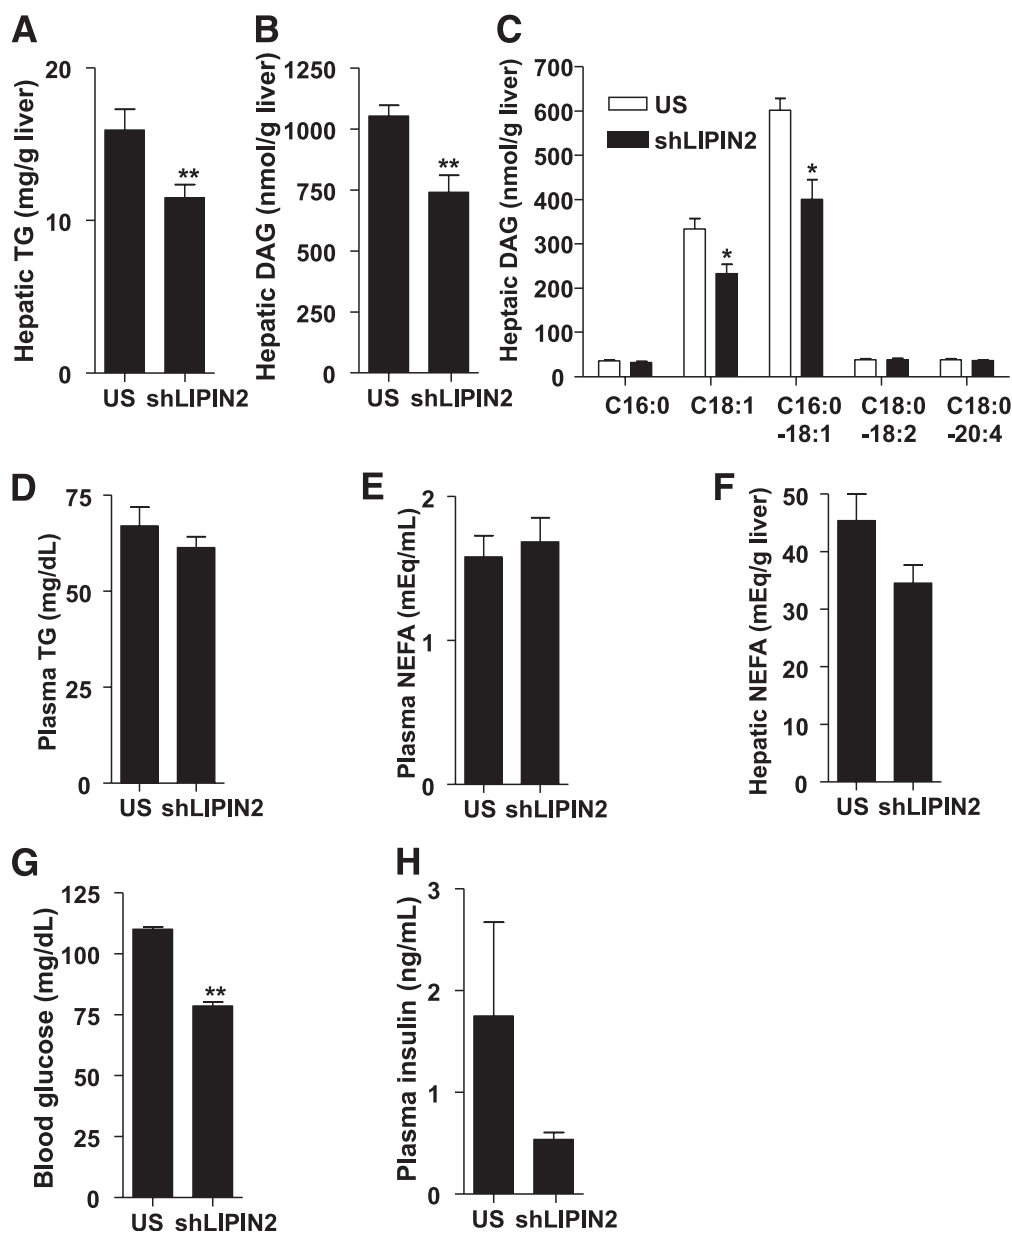 A
Hepatic TG (mg/g liver)
20
10
0
**
US shLIPIN2
B
Hepatic DAG (nmol/g liver)
1250
1000
750
500
250
0
**
US shLIPIN2
C
Heptaic DAG (nmol/g liver)
700
600
500
400
300
200
100
0
US
shLIPIN2
*
*
C16:0 C18:1 C16:0 C18:0 C18:0
-18:1 -18:2 -20:4
D
Plasma TG (mg/dL)
75
50
25
0
US shLIPIN2
E
Plasma NEFA (mEq/mL)
2
1
0
US shLIPIN2
F
Hepatic NEFA (mEq/g liver)
50
40
30
20
10
0
US shLIPIN2
G
Blood glucose (mg/dL)
125
100
75
50
25
0
**
US shLIPIN2
H
Plasma insulin (ng/mL)
3
2
1
0
US shLIPIN2